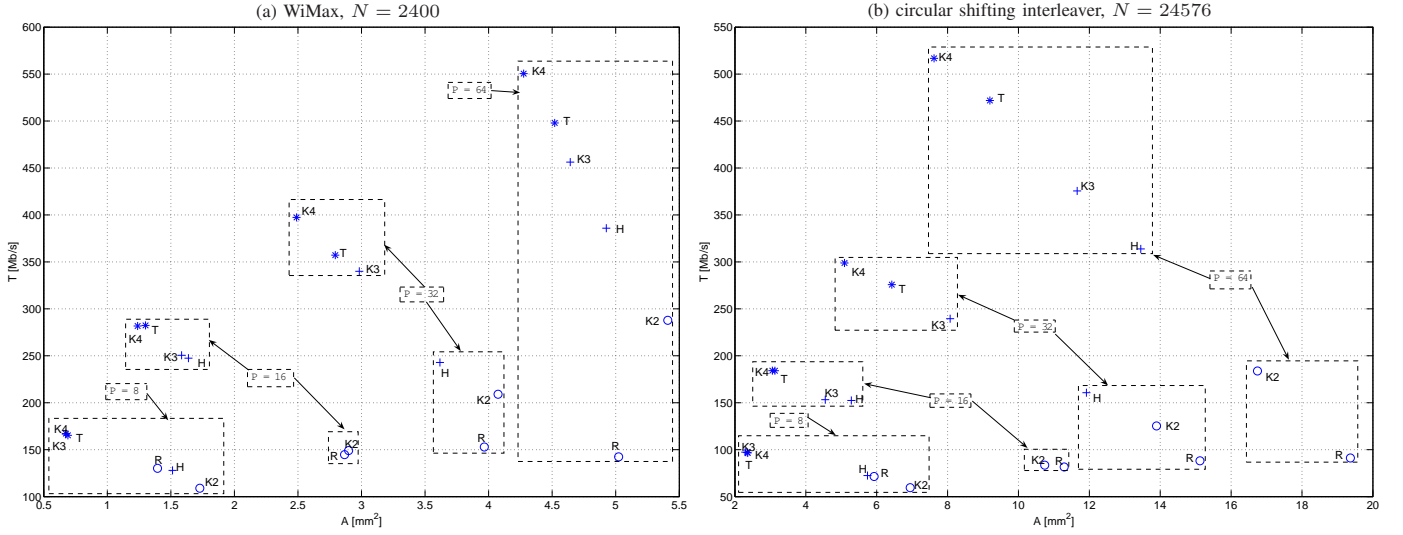 (a) WiMax, N = 2400
600
550
500
450
400
350
300
250
200
150
100
T [Mb/s]
K4
P = 64
T
K3
K4
H
T
K3
P = 32
K2
T
K4
K3
H
H
P = 16
P = 8
K2
K4
T
K3
K2
R
R
R
R
H
K2
0.5
1
1.5
2
2.5
3
3.5
4
4.5
5
5.5
A [mm²]
(b) circular shifting interleaver, N = 24576
600
550
500
450
400
350
300
250
200
150
100
50
T [Mb/s]
K4
T
K3
H
K4
P = 64
T
K3
P = 32
K4
T
K2
K3
H
P = 16
H
P = 8
K2
K3
K4
T
K2
R
R
R
H
R
K2
2
4
6
8
10
12
14
16
18
20
A [mm²]